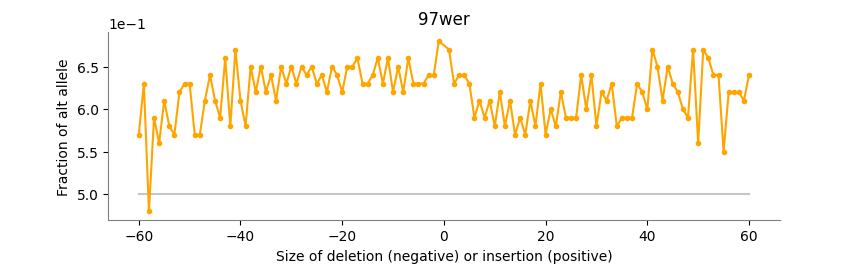 97wer
1e−1
Fraction of alt allele
6.5
6.0
5.5
5.0
−60 −40 −20 0 20 40 60
Size of deletion (negative) or insertion (positive)